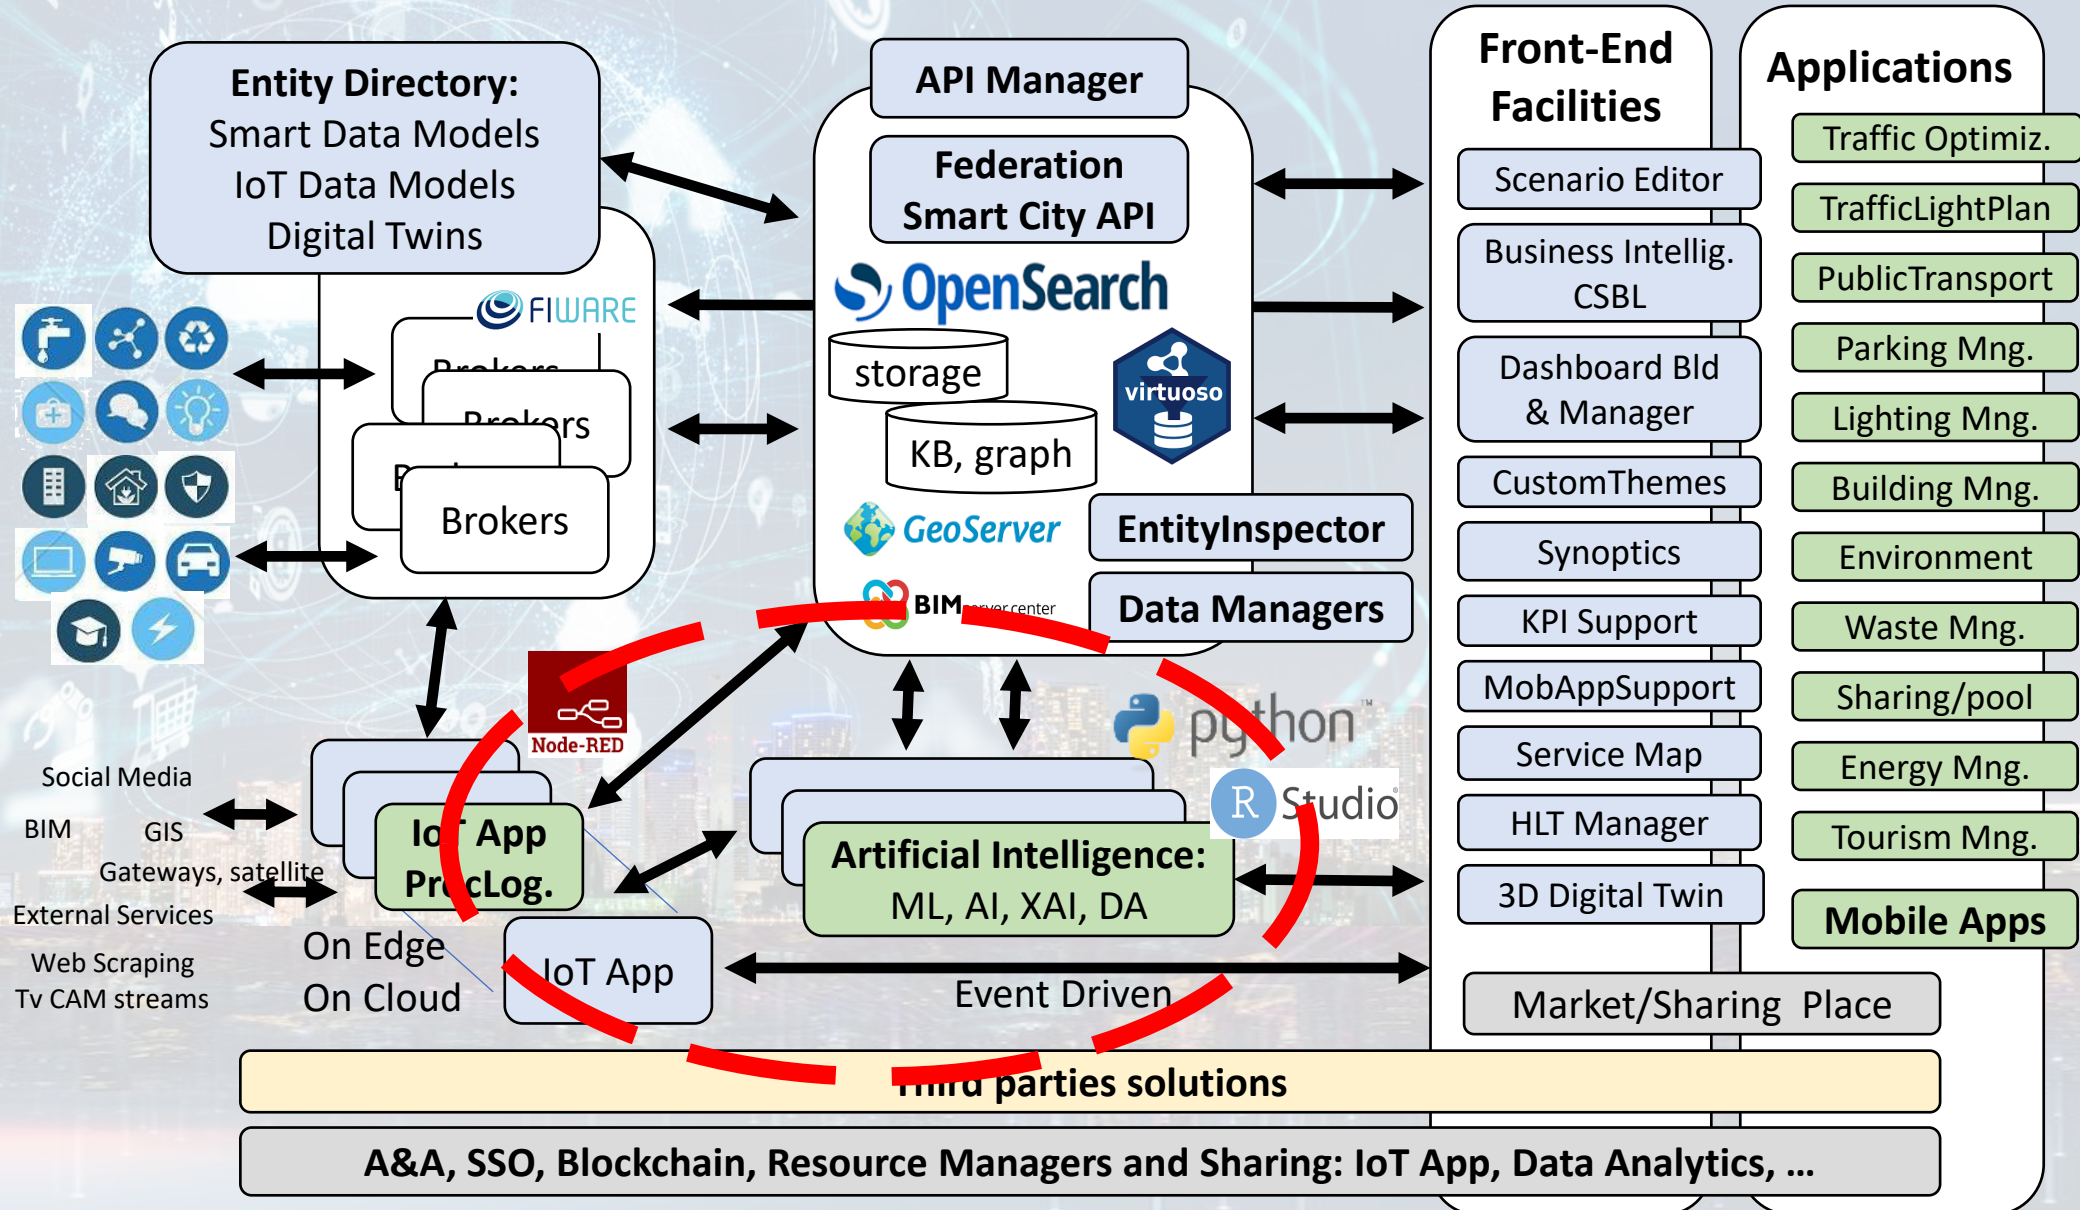 Entity Directory:
Smart Data Models
IoT Data Models
Digital Twins
FIWARE
Brokers
Brokers
Brokers
API Manager
Federation
Smart City API
OpenSearch
storage
virtuoso
KB, graph
GeoServer
EntityInspector
BIMserver.center
Data Managers
Node-RED
python™
R Studio®
Social Media
BIM
GIS
Gateways, satellite
External Services
Web Scraping
Tv CAM streams
IoT App
ProcLog.
On Edge
On Cloud
IoT App
Artificial Intelligence:
ML, AI, XAI, DA
Event Driven
Front-End
Facilities
Scenario Editor
Business Intellig.
CSBL
Dashboard Bld
& Manager
CustomThemes
Synoptics
KPI Support
MobAppSupport
Service Map
HLT Manager
3D Digital Twin
Applications
Traffic Optimiz.
TrafficLightPlan
PublicTransport
Parking Mng.
Lighting Mng.
Building Mng.
Environment
Waste Mng.
Sharing/pool
Energy Mng.
Tourism Mng.
Mobile Apps
Market/Sharing Place
Third parties solutions
A&A, SSO, Blockchain, Resource Managers and Sharing: IoT App, Data Analytics, ...